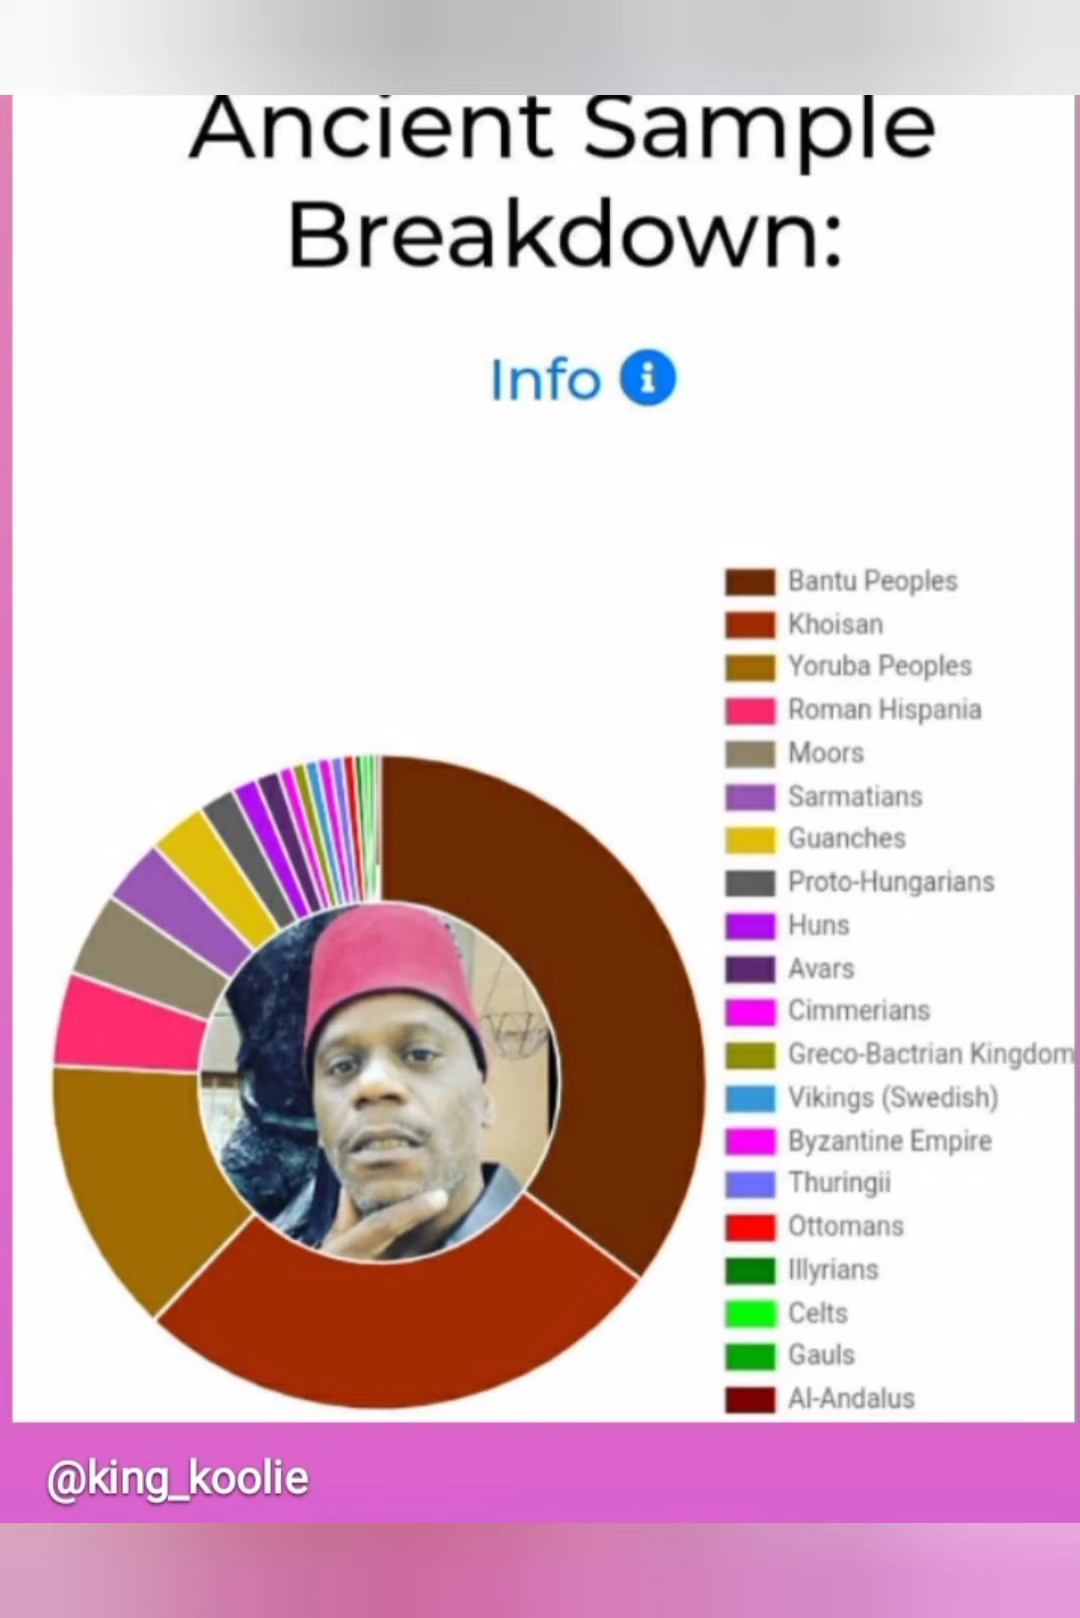 Ancient Sample
Breakdown:
Info
Bantu Peoples
Khoisan
Yoruba Peoples
Roman Hispania
Moors
Sarmatians
Guanches
Proto-Hungarians
Huns
Avars
Cimmerians
Greco-Bactrian Kingdom
Vikings (Swedish)
Byzantine Empire
Thuringii
Ottomans
Illyrians
Celts
Gauls
Al-Andalus
@king_koolie